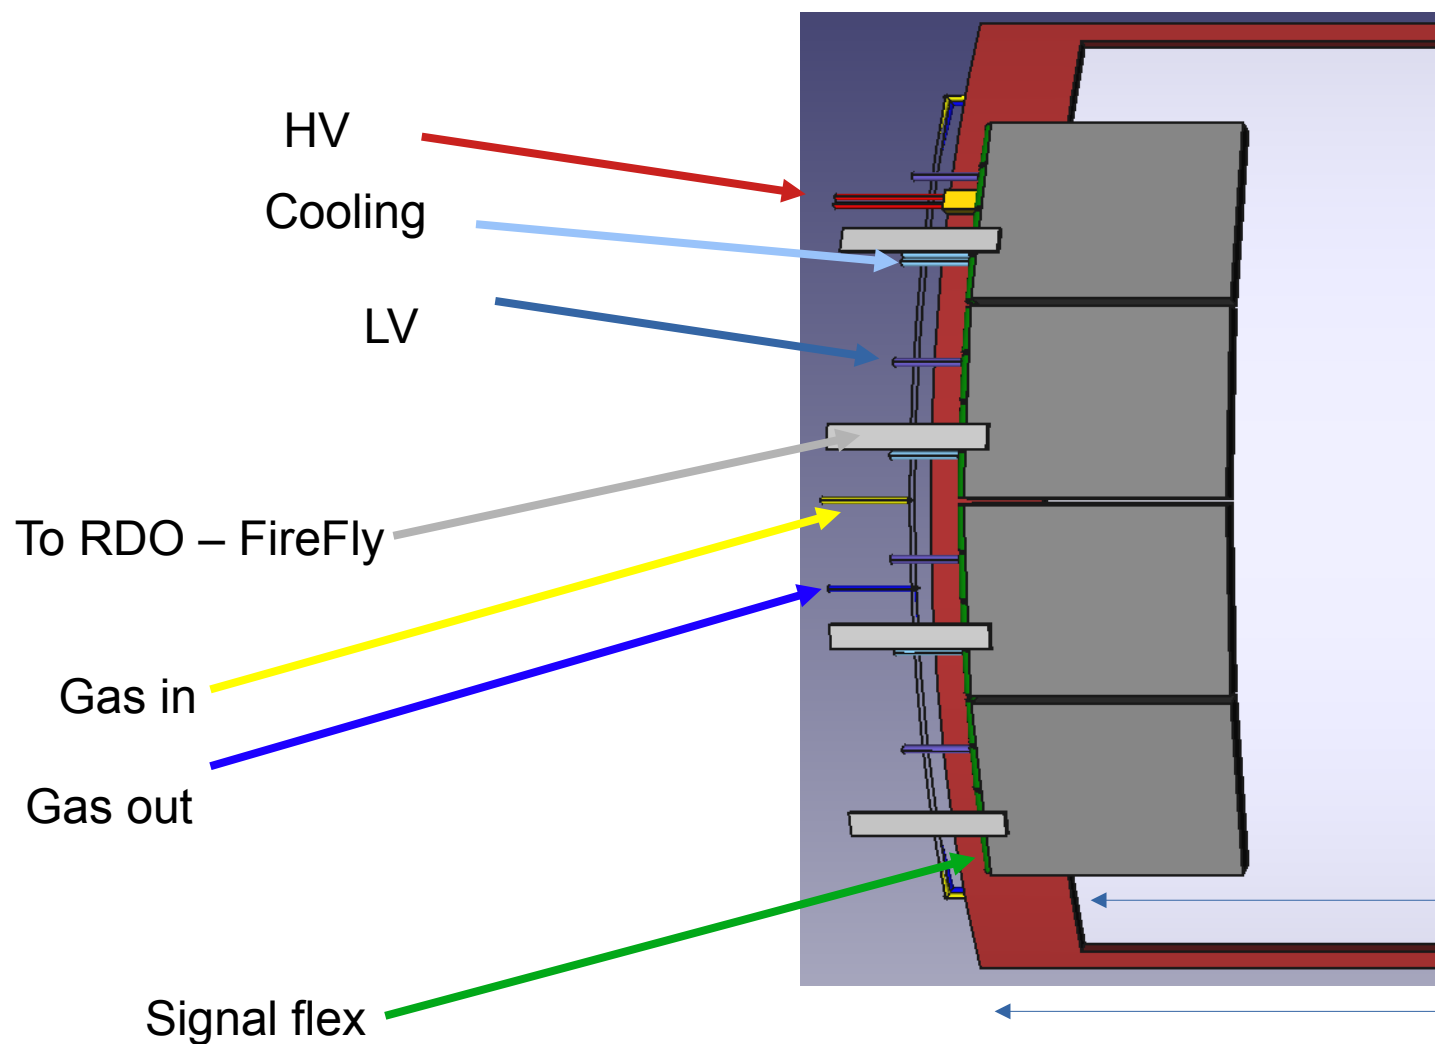 HV
Cooling
LV
To RDO – FireFly
Gas in
Gas out
Signal flex